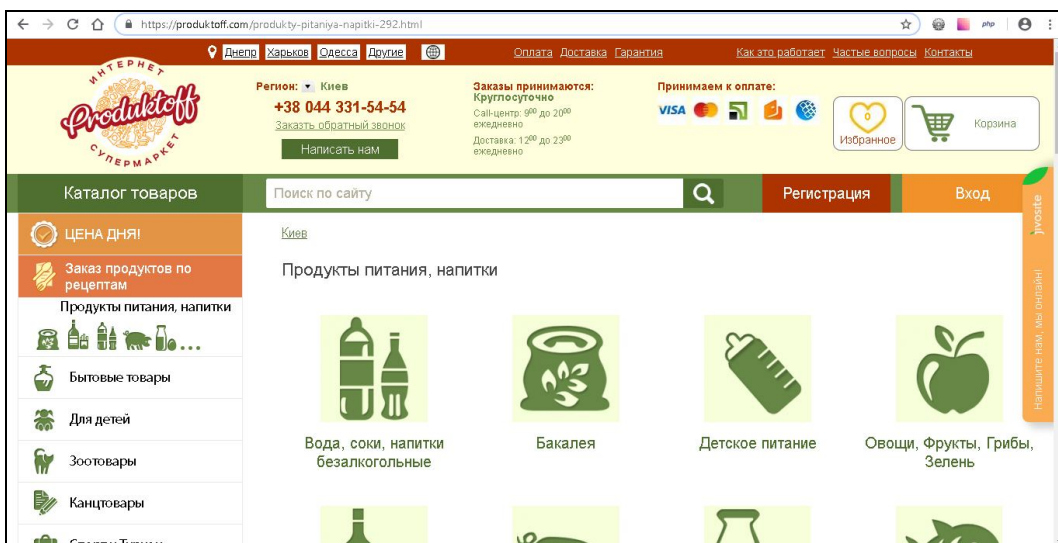 https://produktoff.com/produkty-pitaniya-napitki-292.html
php
Днепр Харьков Одесса Другие
Оплата Доставка Гарантия
Как это работает Частые вопросы Контакты
ИНТЕРНЕТ
Produktoff
СУПЕРМАРКЕТ
Регион: Киев
+38 044 331-54-54
Заказть обратный звонок
Написать нам
Заказы принимаются:
Круглосуточно
Call-центр: 9⁰⁰ до 20⁰⁰
ежедневно
Доставка: 12⁰⁰ до 23⁰⁰
ежедневно
Принимаем к оплате:
VISA
0
Избранное
Корзина
Каталог товаров
Поиск по сайту
Регистрация
Вход
ЦЕНА ДНЯ!
Заказ продуктов по
рецептам
Продукты питания, напитки
...
Бытовые товары
Для детей
Зоотовары
Канцтовары
Киев
Продукты питания, напитки
Вода, соки, напитки
безалкогольные
Бакалея
Детское питание
Овощи, Фрукты, Грибы,
Зелень
jivosite
Напишите нам, мы онлайн!